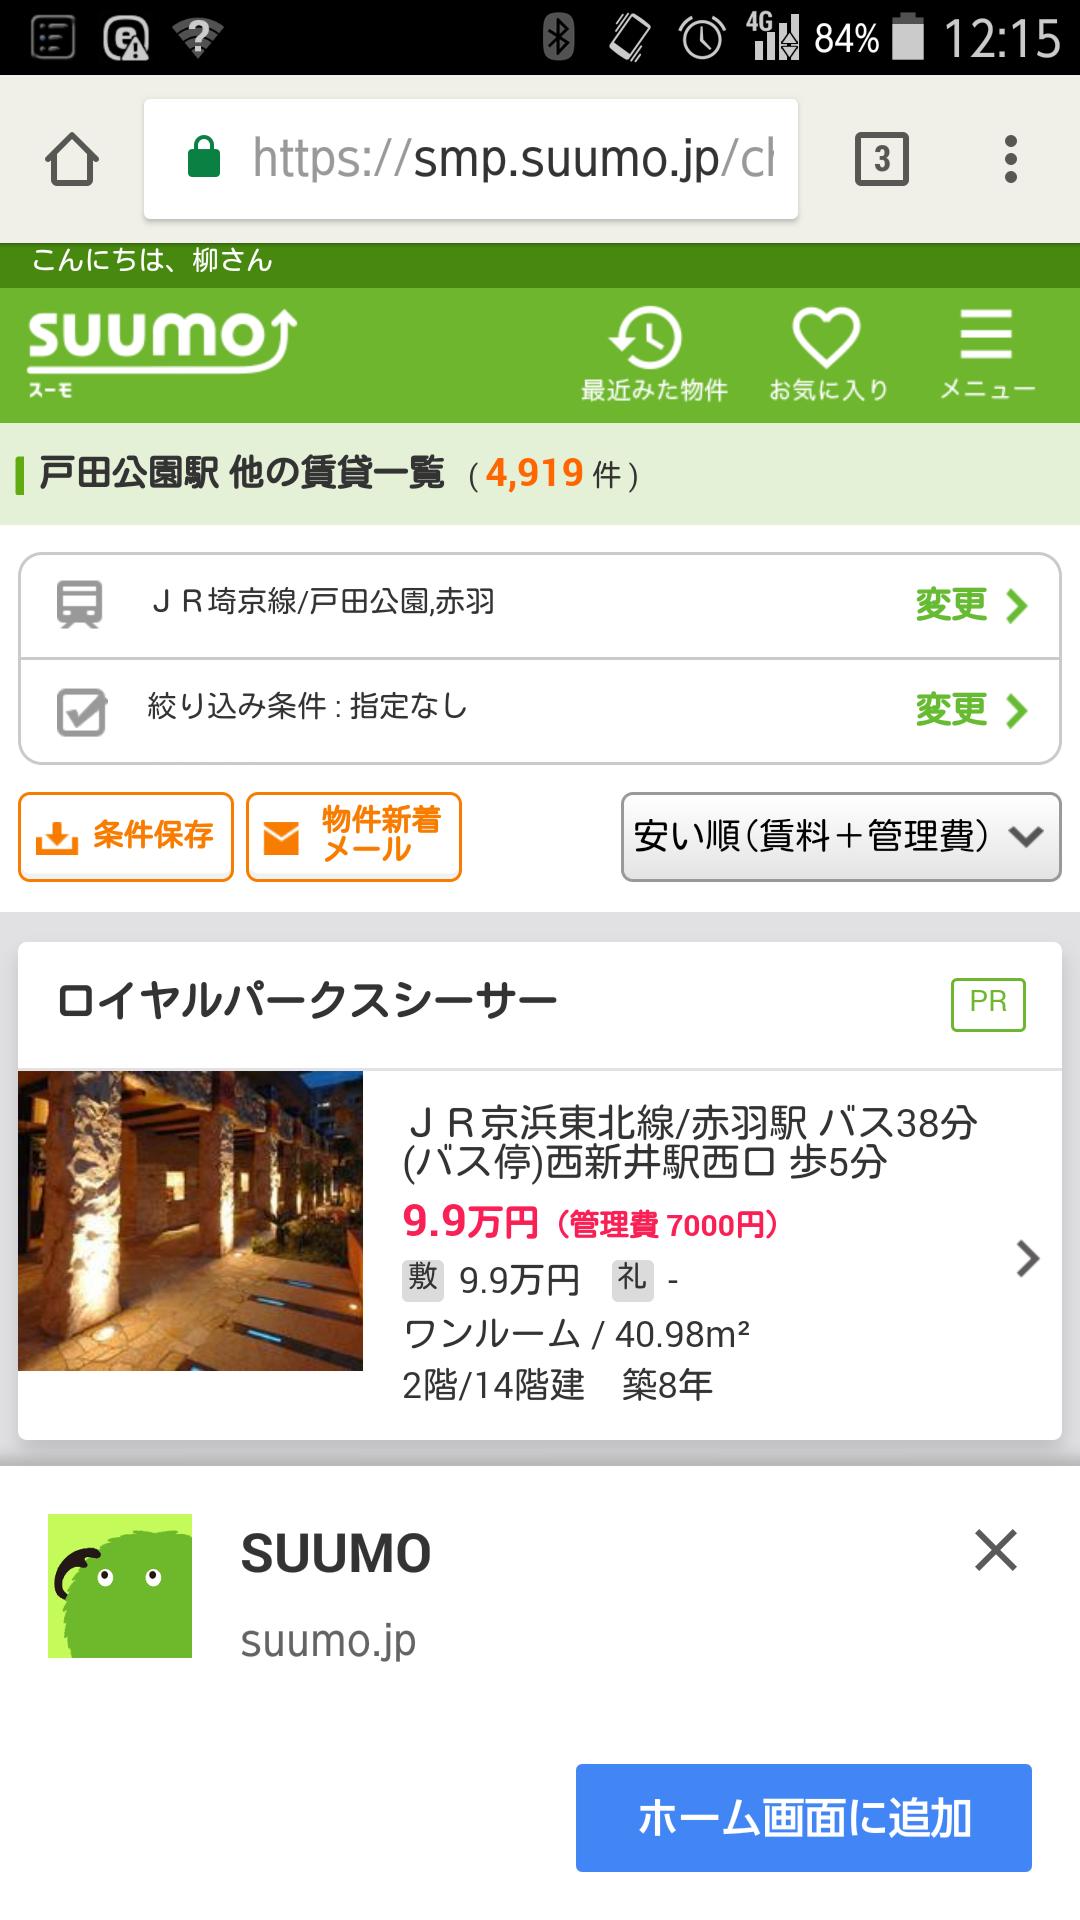 4G 84% 12:15
https://smp.suumo.jp/cl
3
こんにちは、柳さん
SUUMO
スーモ
最近みた物件
お気に入り
メニュー
戸田公園駅 他の賃貸一覧 (4,919 件)
ＪＲ埼京線/戸田公園,赤羽
変更
絞り込み条件 : 指定なし
変更
条件保存
物件新着
メール
安い順(賃料＋管理費)
ロイヤルパークスシーサー
PR
ＪＲ京浜東北線/赤羽駅 バス38分
(バス停)西新井駅西口 歩5分
9.9万円（管理費 7000円）
敷 9.9万円 礼 -
ワンルーム / 40.98m²
2階/14階建 築8年
SUUMO
suumo.jp
ホーム画面に追加